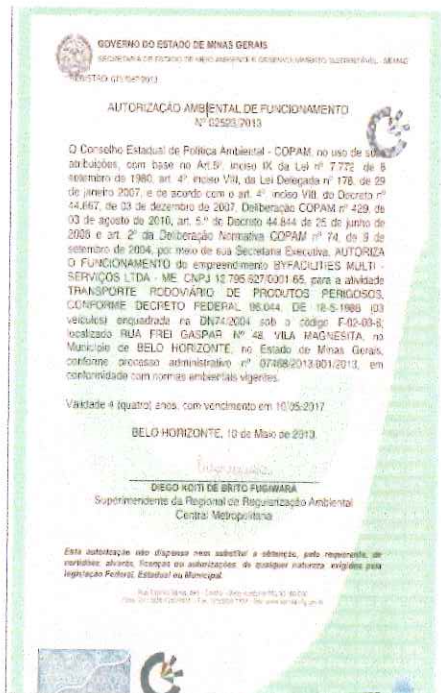 GOVERNO DO ESTADO DE MINAS GERAIS
SECRETARIA DE ESTADO DE MEIO AMBIENTE E DESENVOLVIMENTO SUSTENTÁVEL - SEMAD
AUTORIZAÇÃO AMBIENTAL DE FUNCIONAMENTO
Nº 02523/2013
O Conselho Estadual de Política Ambiental - COPAM, no uso de suas
atribuições, com base no Art.5º inciso IX da Lei nº 7.772 de 8
setembro de 1980, art. 4º, inciso VIII, da Lei Delegada nº 178, de 29
de janeiro 2007, e de acordo com o art. 4º, inciso VIII, do Decreto nº
44.667, de 03 de dezembro de 2007, Deliberação COPAM nº 429, de
03 de agosto de 2010, art. 5.º do Decreto 44.844 de 25 de junho de
2008 e art. 2º da Deliberação Normativa COPAM nº 74, de 9 de
setembro de 2004, por meio de sua Secretaria Executiva, AUTORIZA
O FUNCIONAMENTO do empreendimento BYFACILITIES MULTI -
SERVIÇOS LTDA - ME CNPJ 12.795.627/0001-65, para a atividade
TRANSPORTE RODOVIÁRIO DE PRODUTOS PERIGOSOS,
CONFORME DECRETO FEDERAL 96.044, DE 18-5-1988 (03
veículos) enquadrada na DN74/2004 sob o código F-02-03-8;
localizado RUA FREI GASPAR Nº 48 VILA MAGNESITA, no
Município de BELO HORIZONTE, no Estado de Minas Gerais,
conforme processo administrativo nº 07468/2013/001/2013, em
conformidade com normas ambientais vigentes.
Validade 4 (quatro) anos, com vencimento em 10/05/2017
BELO HORIZONTE, 10 de Maio de 2013.
DIEGO KOITI DE BRITO FUGIWARA
Superintendente da Regional de Regularização Ambiental
Central Metropolitana
Esta autorização não dispensa nem substitui a obtenção, pelo requerente, de
certidões, alvarás, licenças ou autorizações, de qualquer natureza, exigidos pela
legislação Federal, Estadual ou Municipal.